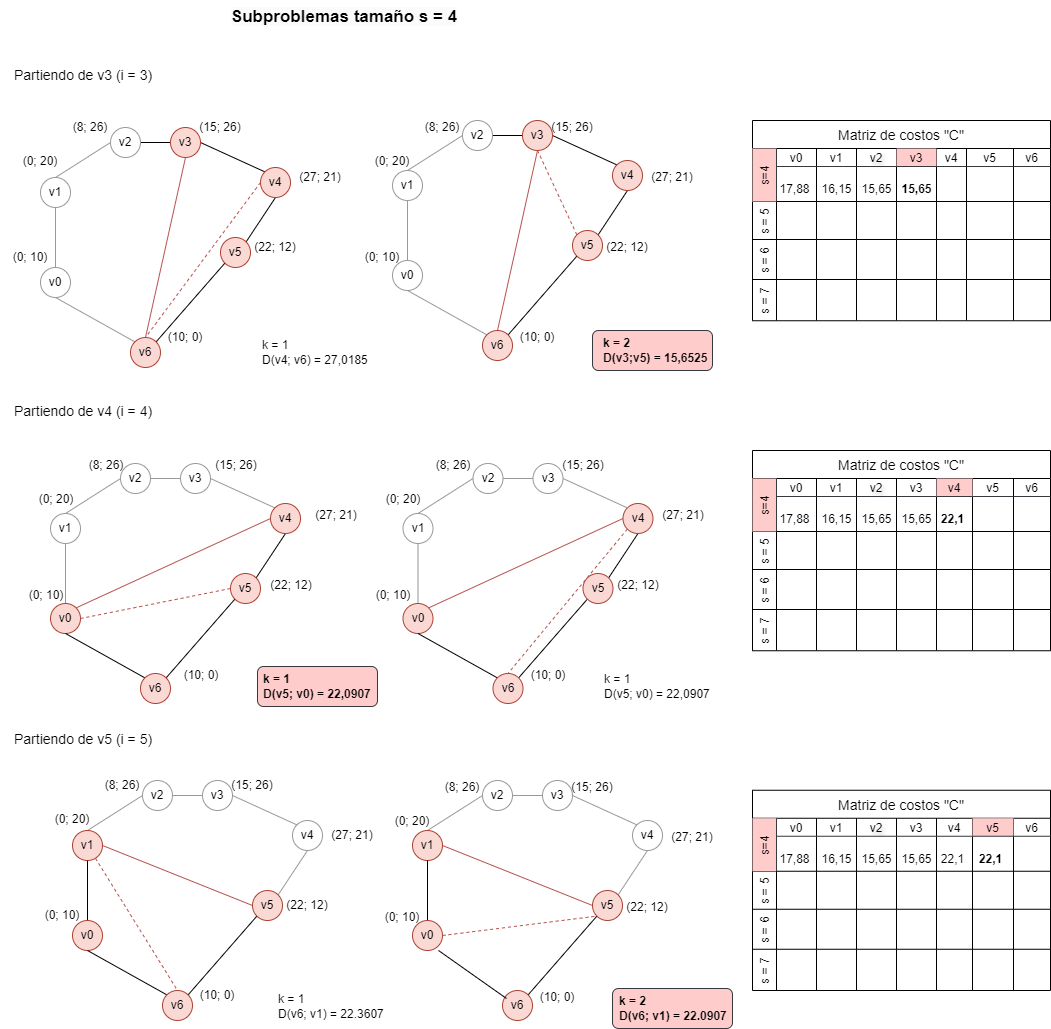 Subproblemas tamaño s = 4
Partiendo de v3 (i = 3)
(8; 26) v2 v3 (15; 26)
(0; 20)
v1
v4 (27; 21)
v5 (22; 12)
(0; 10)
v0
v6 (10; 0)
k = 1
D(v4; v6) = 27,0185
(8; 26) v2 v3 (15; 26)
(0; 20)
v1
v4 (27; 21)
v5 (22; 12)
(0; 10)
v0
v6 (10; 0)
k = 2
D(v3;v5) = 15,6525
Matriz de costos "C"
v0 v1 v2 v3 v4 v5 v6
s=4 17,88 16,15 15,65 15,65
s = 5
s = 6
s = 7
Partiendo de v4 (i = 4)
(8; 26) v2 v3 (15; 26)
(0; 20)
v1
v4 (27; 21)
v5 (22; 12)
(0; 10)
v0
v6 (10; 0)
k = 1
D(v5; v0) = 22,0907
(8; 26) v2 v3 (15; 26)
(0; 20)
v1
v4 (27; 21)
v5 (22; 12)
(0; 10)
v0
v6 (10; 0)
k = 1
D(v5; v0) = 22,0907
Matriz de costos "C"
v0 v1 v2 v3 v4 v5 v6
s=4 17,88 16,15 15,65 15,65 22,1
s = 5
s = 6
s = 7
Partiendo de v5 (i = 5)
(8; 26) v2 v3 (15; 26)
(0; 20)
v1
v4 (27; 21)
v5 (22; 12)
(0; 10)
v0
v6 (10; 0)
k = 1
D(v6; v1) = 22.3607
(8; 26) v2 v3 (15; 26)
(0; 20)
v1
v4 (27; 21)
v5 (22; 12)
(0; 10)
v0
v6 (10; 0)
k = 2
D(v6; v1) = 22.0907
Matriz de costos "C"
v0 v1 v2 v3 v4 v5 v6
s=4 17,88 16,15 15,65 15,65 22,1 22,1
s = 5
s = 6
s = 7